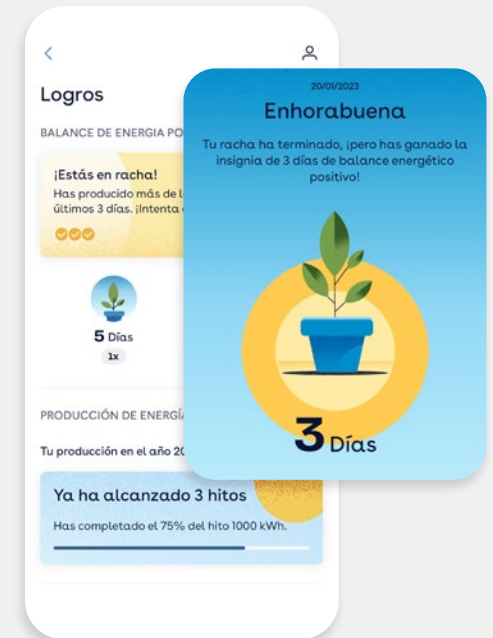 Logros
BALANCE DE ENERGIA PO
¡Estás en racha!
Has producido más de l
últimos 3 días. ¡Intenta
5 Días
1x
PRODUCCIÓN DE ENERGÍA
Tu producción en el año 20
Ya ha alcanzado 3 hitos
Has completado el 75% del hito 1000 kWh.
20/01/2023
Enhorabuena
Tu racha ha terminado, ¡pero has ganado la
insignia de 3 días de balance energético
positivo!
3 Días